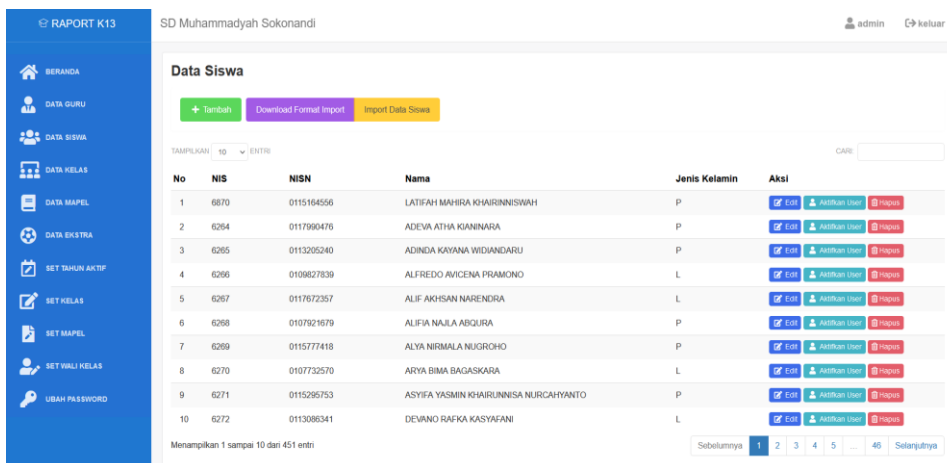 RAPORT K13
SD Muhammadyah Sokonandi
admin
keluar
BERANDA
DATA GURU
DATA SISWA
DATA KELAS
DATA MAPEL
DATA EKSTRA
SET TAHUN AKTIF
SET KELAS
SET MAPEL
SET WALI KELAS
UBAH PASSWORD
Data Siswa
+ Tambah Download Format Import Import Data Siswa
TAMPILKAN 10 ENTRI
CARI:
No NIS NISN Nama Jenis Kelamin Aksi
1 6870 0115164556 LATIFAH MAHIRA KHAIRINNISWAH P Edit Aktifkan User Hapus
2 6264 0117990476 ADEVA ATHA KIANINARA P Edit Aktifkan User Hapus
3 6265 0113205240 ADINDA KAYANA WIDIANDARU P Edit Aktifkan User Hapus
4 6266 0109827839 ALFREDO AVICENA PRAMONO L Edit Aktifkan User Hapus
5 6267 0117672357 ALIF AKHSAN NARENDRA L Edit Aktifkan User Hapus
6 6268 0107921679 ALIFIA NAJLA ABQURA P Edit Aktifkan User Hapus
7 6269 0115777418 ALYA NIRMALA NUGROHO P Edit Aktifkan User Hapus
8 6270 0107732570 ARYA BIMA BAGASKARA L Edit Aktifkan User Hapus
9 6271 0115295753 ASYIFA YASMIN KHAIRUNNISA NURCAHYANTO P Edit Aktifkan User Hapus
10 6272 0113086341 DEVANO RAFKA KASYAFANI L Edit Aktifkan User Hapus
Menampilkan 1 sampai 10 dari 451 entri
Sebelumnya 1 2 3 4 5 ... 46 Selanjutnya